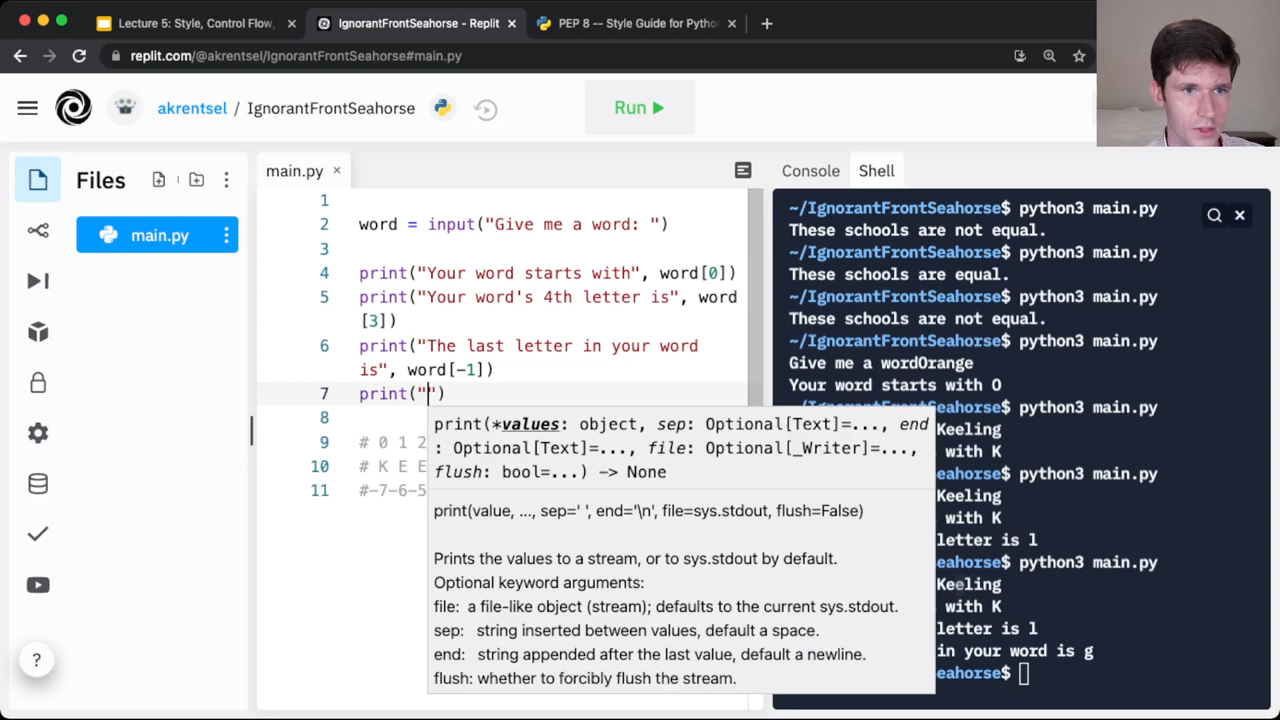 Lecture 5: Style, Control Flow,
IgnorantFrontSeahorse - Replit
PEP 8 -- Style Guide for Pytho
replit.com/@akrentsel/IgnorantFrontSeahorse#main.py
akrentsel / IgnorantFrontSeahorse
Run
Files
main.py
main.py
Console
Shell
1
2 word = input("Give me a word: ")
3
4 print("Your word starts with", word[0])
5 print("Your word's 4th letter is", word
[3])
6 print("The last letter in your word
is", word[-1])
7 print("")
8
9 # 0 1 2
10 # K E E
11 #-7-6-5
print(*values: object, sep: Optional[Text]=..., end
: Optional[Text]=..., file: Optional[_Writer]=...,
flush: bool=...) -> None
print(value, ..., sep=' ', end='\n', file=sys.stdout, flush=False)
Prints the values to a stream, or to sys.stdout by default.
Optional keyword arguments:
file: a file-like object (stream); defaults to the current sys.stdout.
sep: string inserted between values, default a space.
end: string appended after the last value, default a newline.
flush: whether to forcibly flush the stream.
~/IgnorantFrontSeahorse$ python3 main.py
These schools are not equal.
~/IgnorantFrontSeahorse$ python3 main.py
These schools are equal.
~/IgnorantFrontSeahorse$ python3 main.py
These schools are not equal.
~/IgnorantFrontSeahorse$ python3 main.py
Give me a wordOrange
Your word starts with O
~/IgnorantFrontSeahorse$ python3 main.py
Keeling
with K
eahorse$ python3 main.py
Keeling
with K
letter is l
eahorse$ python3 main.py
Keeling
with K
letter is l
in your word is g
eahorse$
?